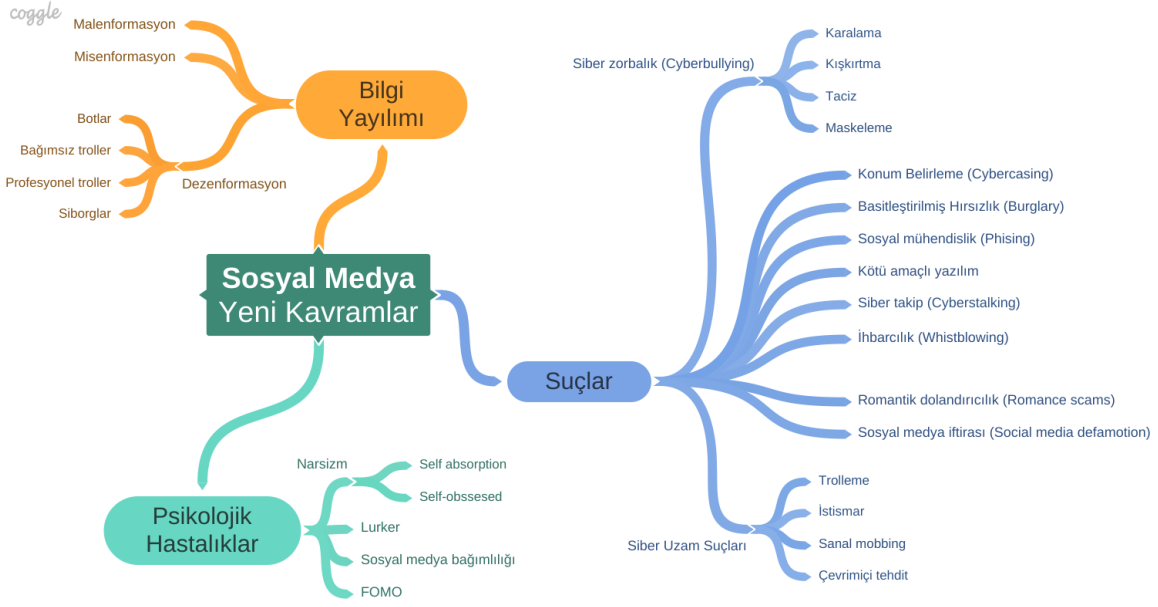 coggle
Malenformasyon
Misenformasyon
Bilgi
Yayılımı
Botlar
Bağımsız troller
Profesyonel troller
Siborglar
Dezenformasyon
Sosyal Medya
Yeni Kavramlar
Psikolojik
Hastalıklar
Narsizm
Self absorption
Self-obssesed
Lurker
Sosyal medya bağımlılığı
FOMO
Suçlar
Siber zorbalık (Cyberbullying)
Karalama
Kışkırtma
Taciz
Maskeleme
Konum Belirleme (Cybercasing)
Basitleştirilmiş Hırsızlık (Burglary)
Sosyal mühendislik (Phising)
Kötü amaçlı yazılım
Siber takip (Cyberstalking)
İhbarcılık (Whistblowing)
Romantik dolandırıcılık (Romance scams)
Sosyal medya iftirası (Social media defamotion)
Siber Uzam Suçları
Trolleme
İstismar
Sanal mobbing
Çevrimiçi tehdit